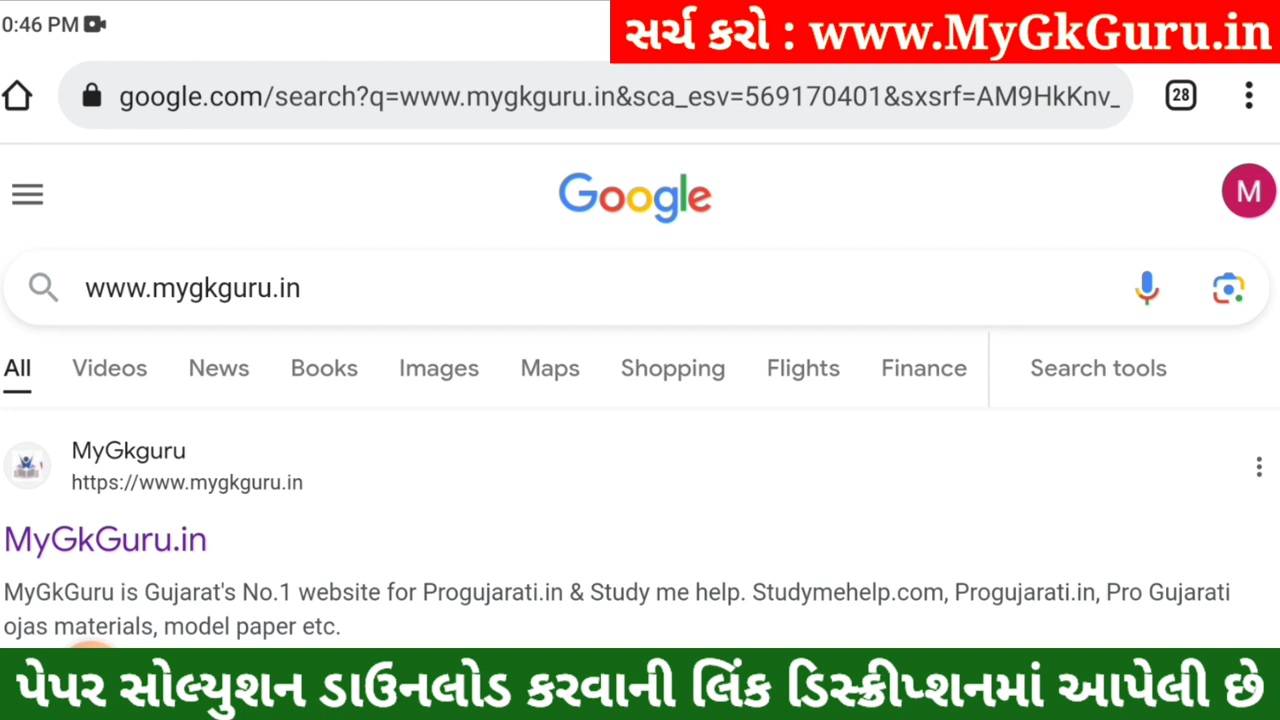 0:46 PM
સર્ચ કરો : www.MyGkGuru.in
google.com/search?q=www.mygkguru.in&sca_esv=569170401&sxsrf=AM9HkKnv_
28
Google
M
www.mygkguru.in
All Videos News Books Images Maps Shopping Flights Finance Search tools
MyGkguru
https://www.mygkguru.in
MyGkGuru.in
MyGkGuru is Gujarat's No.1 website for Progujarati.in & Study me help. Studymehelp.com, Progujarati.in, Pro Gujarati
ojas materials, model paper etc.
પેપર સોલ્યુશન ડાઉનલોડ કરવાની લિંક ડિસ્ક્રીપ્શનમાં આપેલી છે